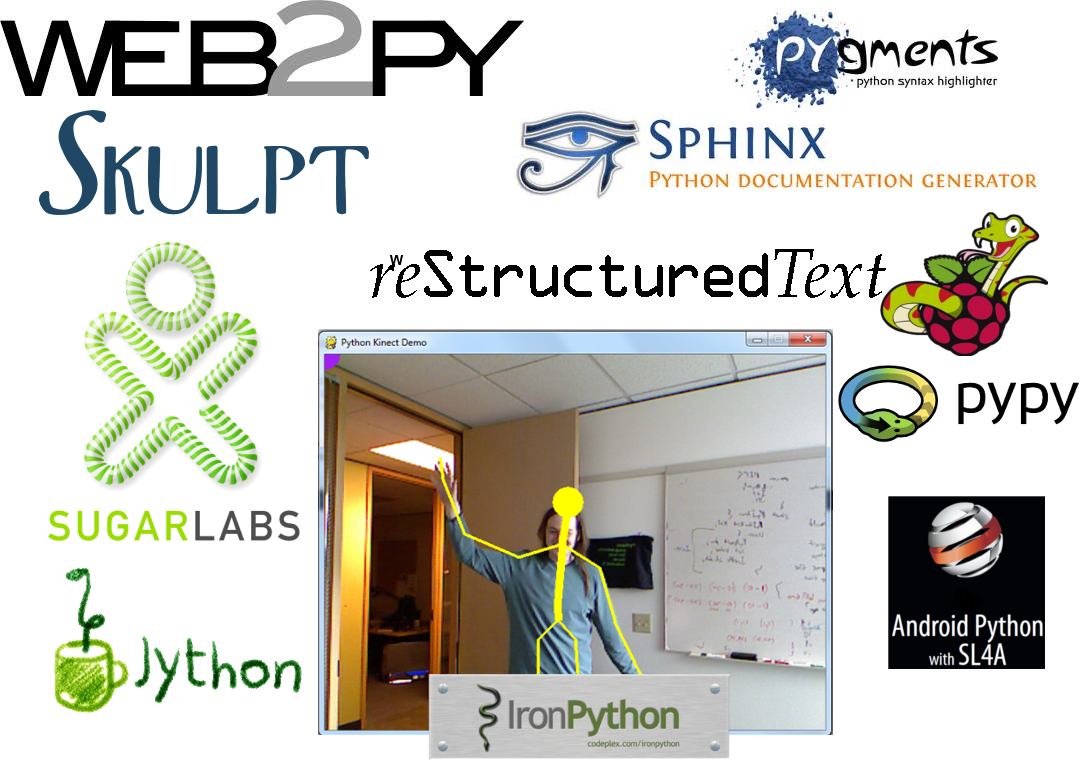 WEB2PY
pygments
python syntax highlighter
SKULPT
SPHINX
PYTHON DOCUMENTATION GENERATOR
reStructuredText
W
Python Kinect Demo
pypy
SUGARLABS
Android Python
with SL4A
Jython
IronPython
codeplex.com/ironpython